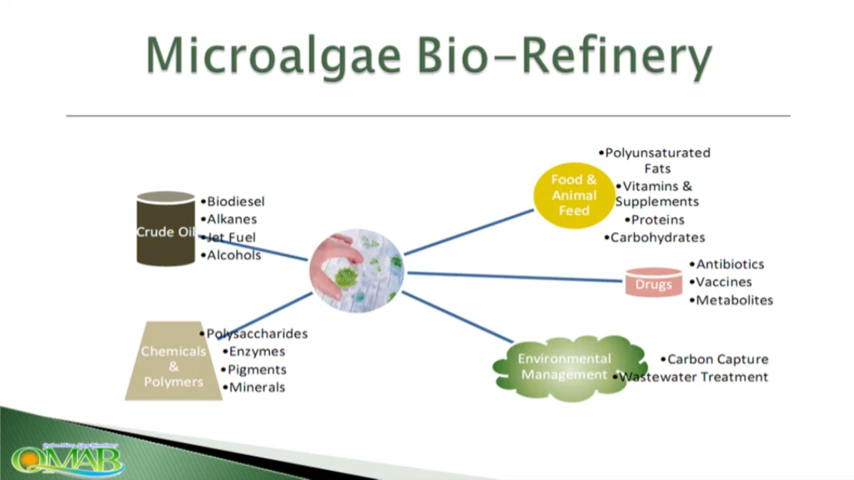 Microalgae Bio-Refinery
Crude Oil
•Biodiesel
•Alkanes
•Jet Fuel
•Alcohols
Chemicals
&
Polymers
•Polysaccharides
•Enzymes
•Pigments
•Minerals
Food &
Animal
Feed
•Polyunsaturated
Fats
•Vitamins &
Supplements
•Proteins
•Carbohydrates
Drugs
•Antibiotics
•Vaccines
•Metabolites
Environmental
Management
•Carbon Capture
•Wastewater Treatment
QMAB